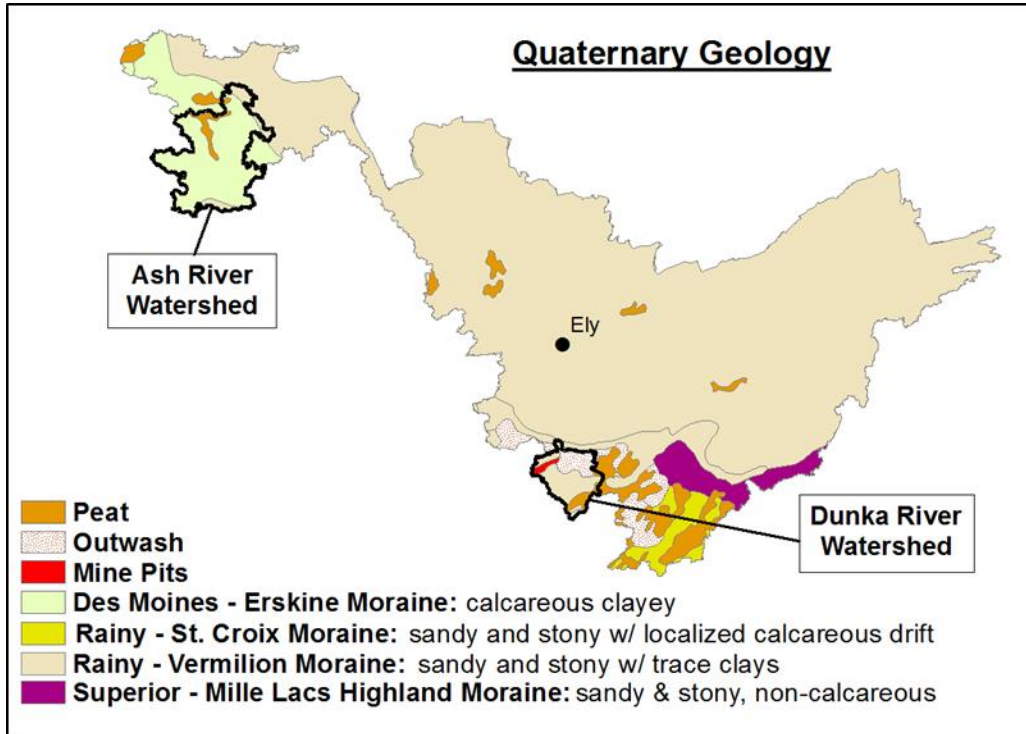 Quaternary Geology
Ash River
Watershed
Ely
Dunka River
Watershed
Peat
Outwash
Mine Pits
Des Moines - Erskine Moraine: calcareous clayey
Rainy - St. Croix Moraine: sandy and stony w/ localized calcareous drift
Rainy - Vermilion Moraine: sandy and stony w/ trace clays
Superior - Mille Lacs Highland Moraine: sandy & stony, non-calcareous